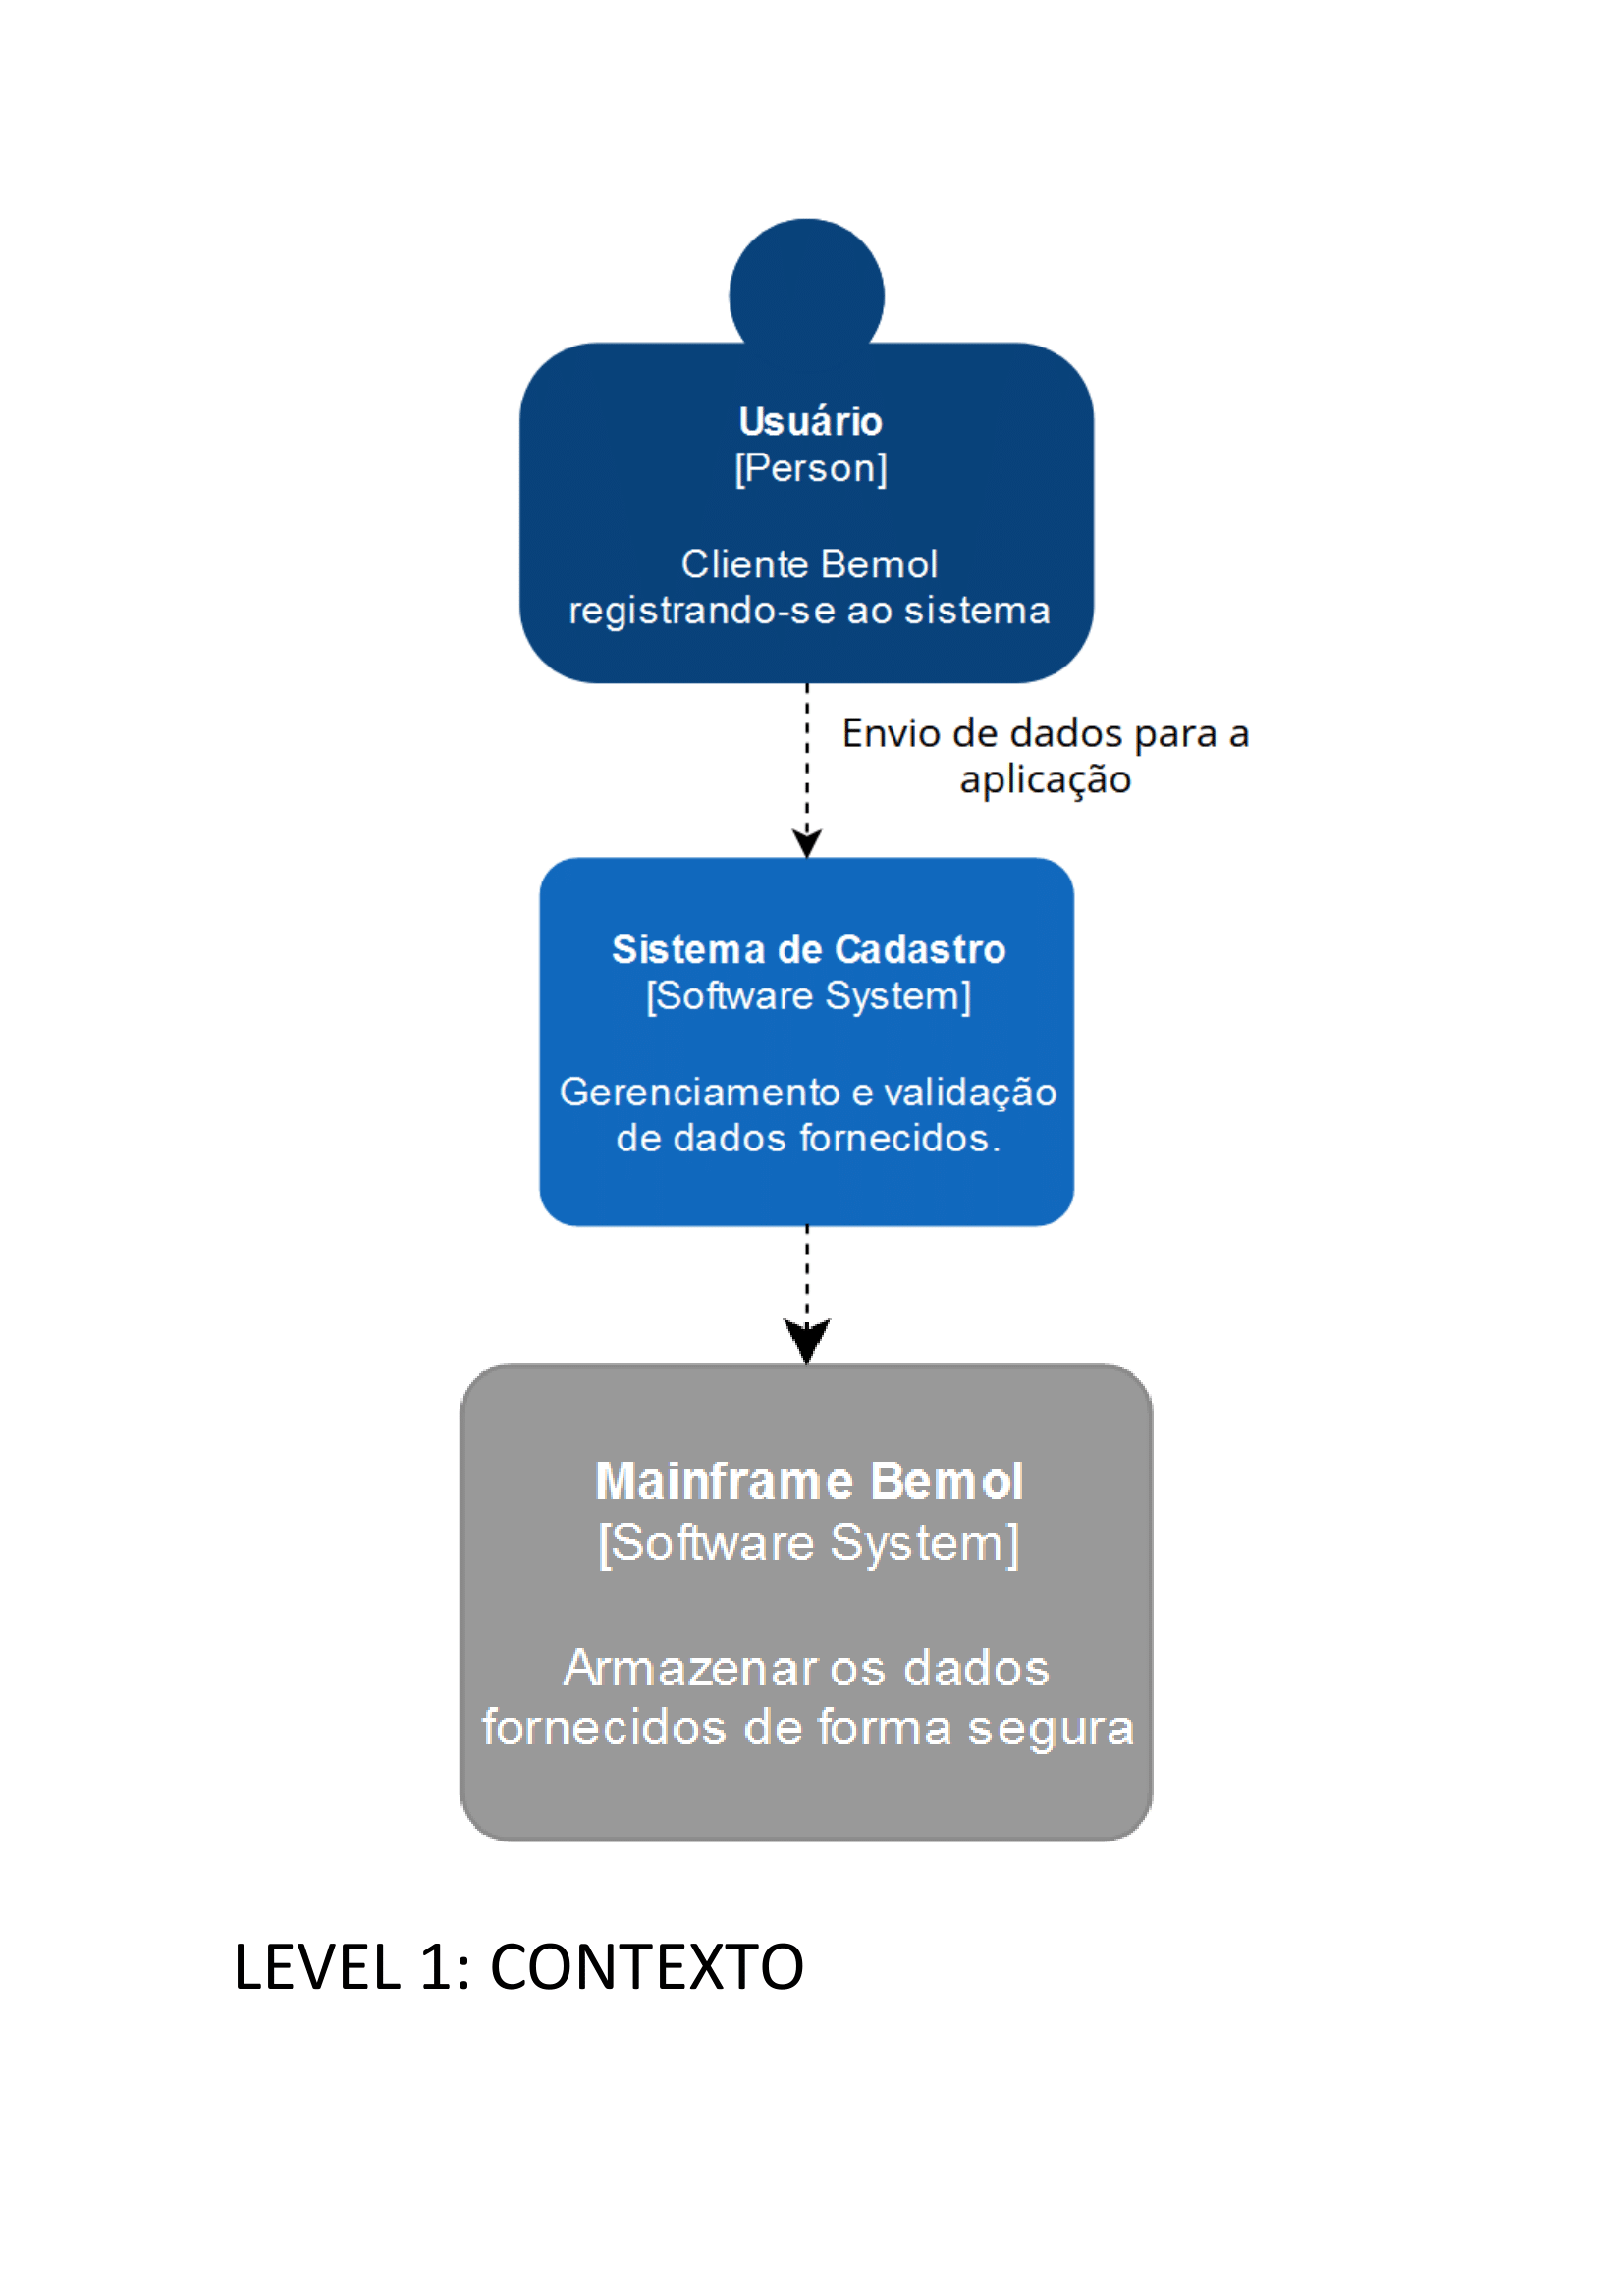 Usuário
[Person]
Cliente Bemol
registrando-se ao sistema
Envio de dados para a
aplicação
Sistema de Cadastro
[Software System]
Gerenciamento e validação
de dados fornecidos.
Mainframe Bemol
[Software System]
Armazenar os dados
fornecidos de forma segura
LEVEL 1: CONTEXTO